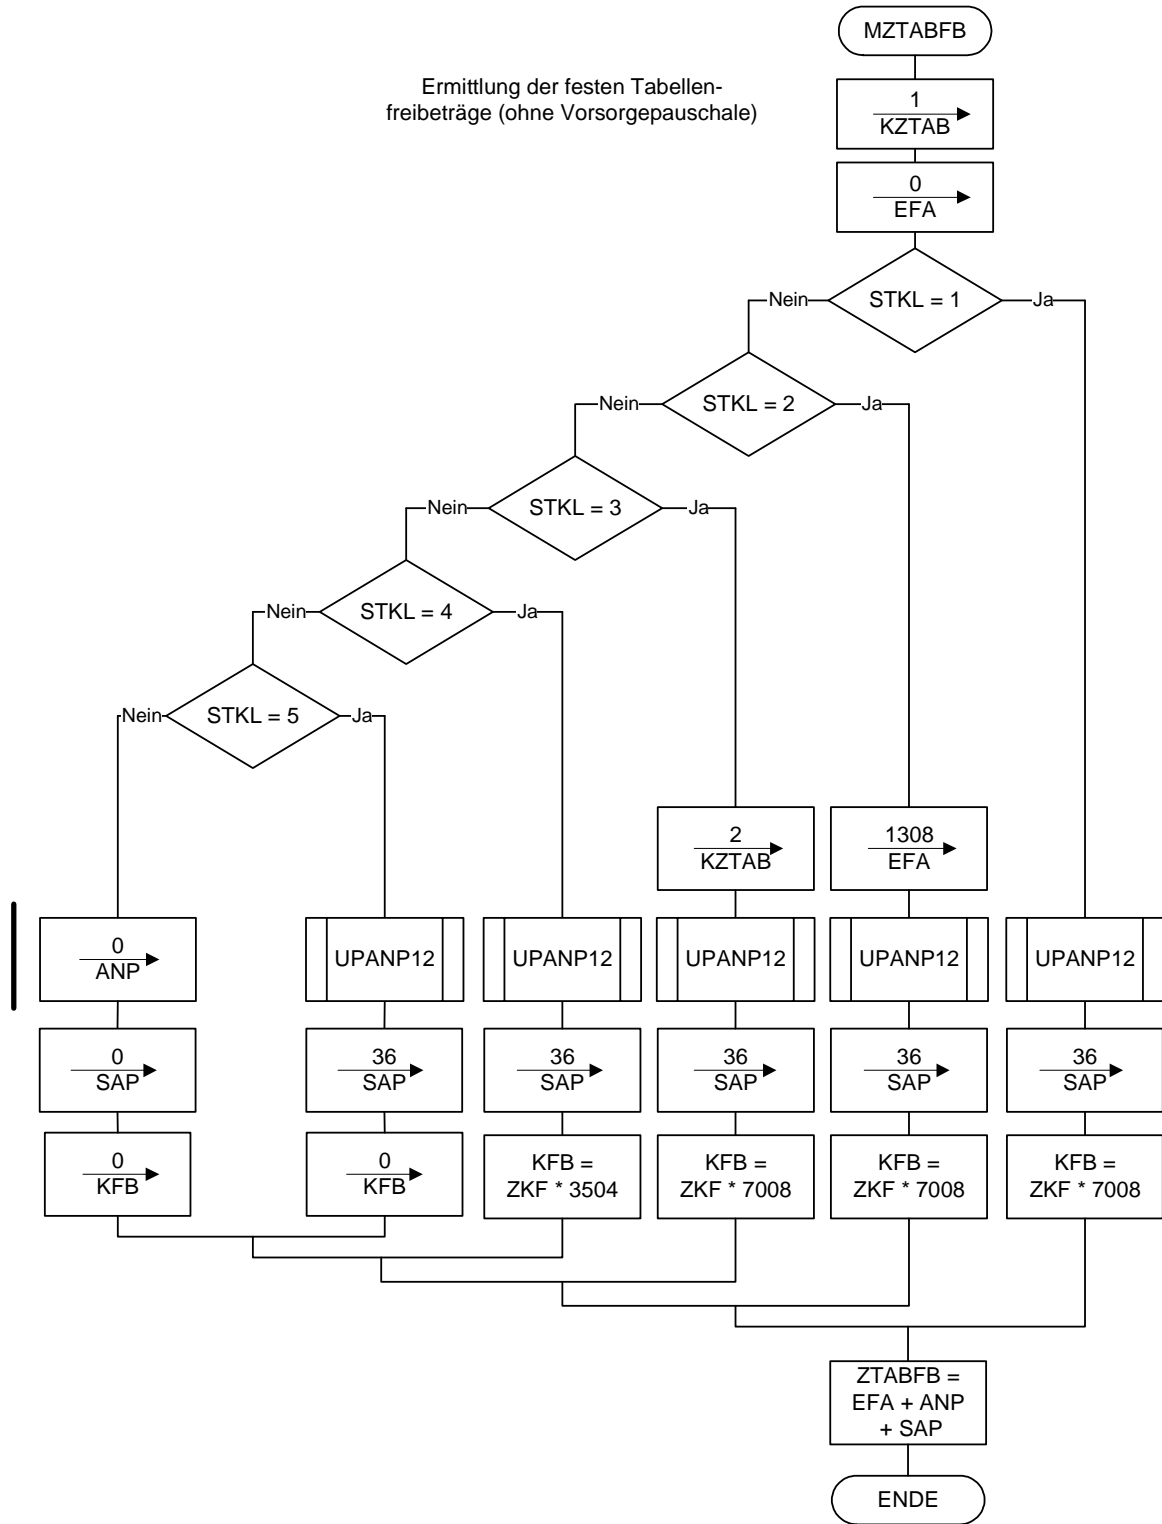 MZTABFB
Ermittlung der festen Tabellen-
freibeträge (ohne Vorsorgepauschale)
1
KZTAB
0
EFA
Nein
STKL = 1
Ja
Nein
STKL = 2
Ja
Nein
STKL = 3
Ja
Nein
STKL = 4
Ja
Nein
STKL = 5
Ja
2
KZTAB
1308
EFA
0
ANP
UPANP12
UPANP12
UPANP12
UPANP12
UPANP12
0
SAP
36
SAP
36
SAP
36
SAP
36
SAP
36
SAP
0
KFB
0
KFB
KFB =
ZKF * 3504
KFB =
ZKF * 7008
KFB =
ZKF * 7008
KFB =
ZKF * 7008
ZTABFB =
EFA + ANP
+ SAP
ENDE